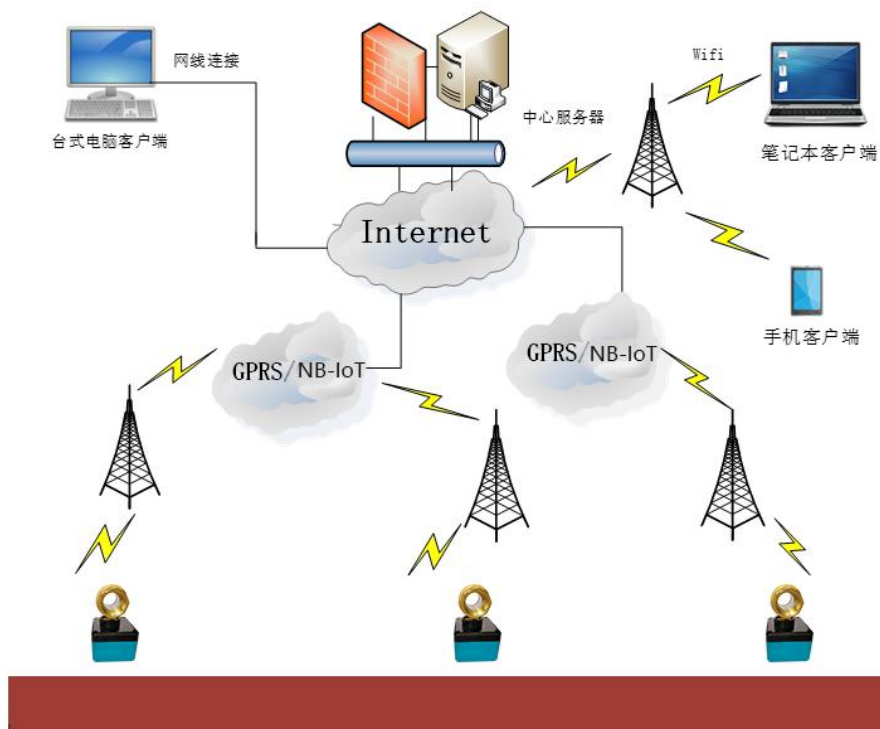 网线连接
台式电脑客户端
中心服务器
Wifi
笔记本客户端
Internet
手机客户端
GPRS/NB-IoT
GPRS/NB-IoT